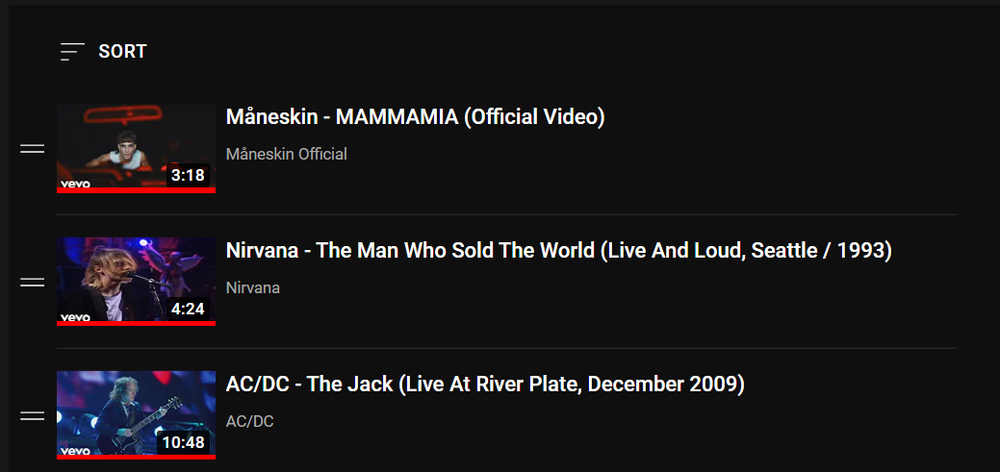 SORT
Måneskin - MAMMAMIA (Official Video)
Måneskin Official
vevo
3:18
Nirvana - The Man Who Sold The World (Live And Loud, Seattle / 1993)
Nirvana
vevo
4:24
AC/DC - The Jack (Live At River Plate, December 2009)
AC/DC
vevo
10:48